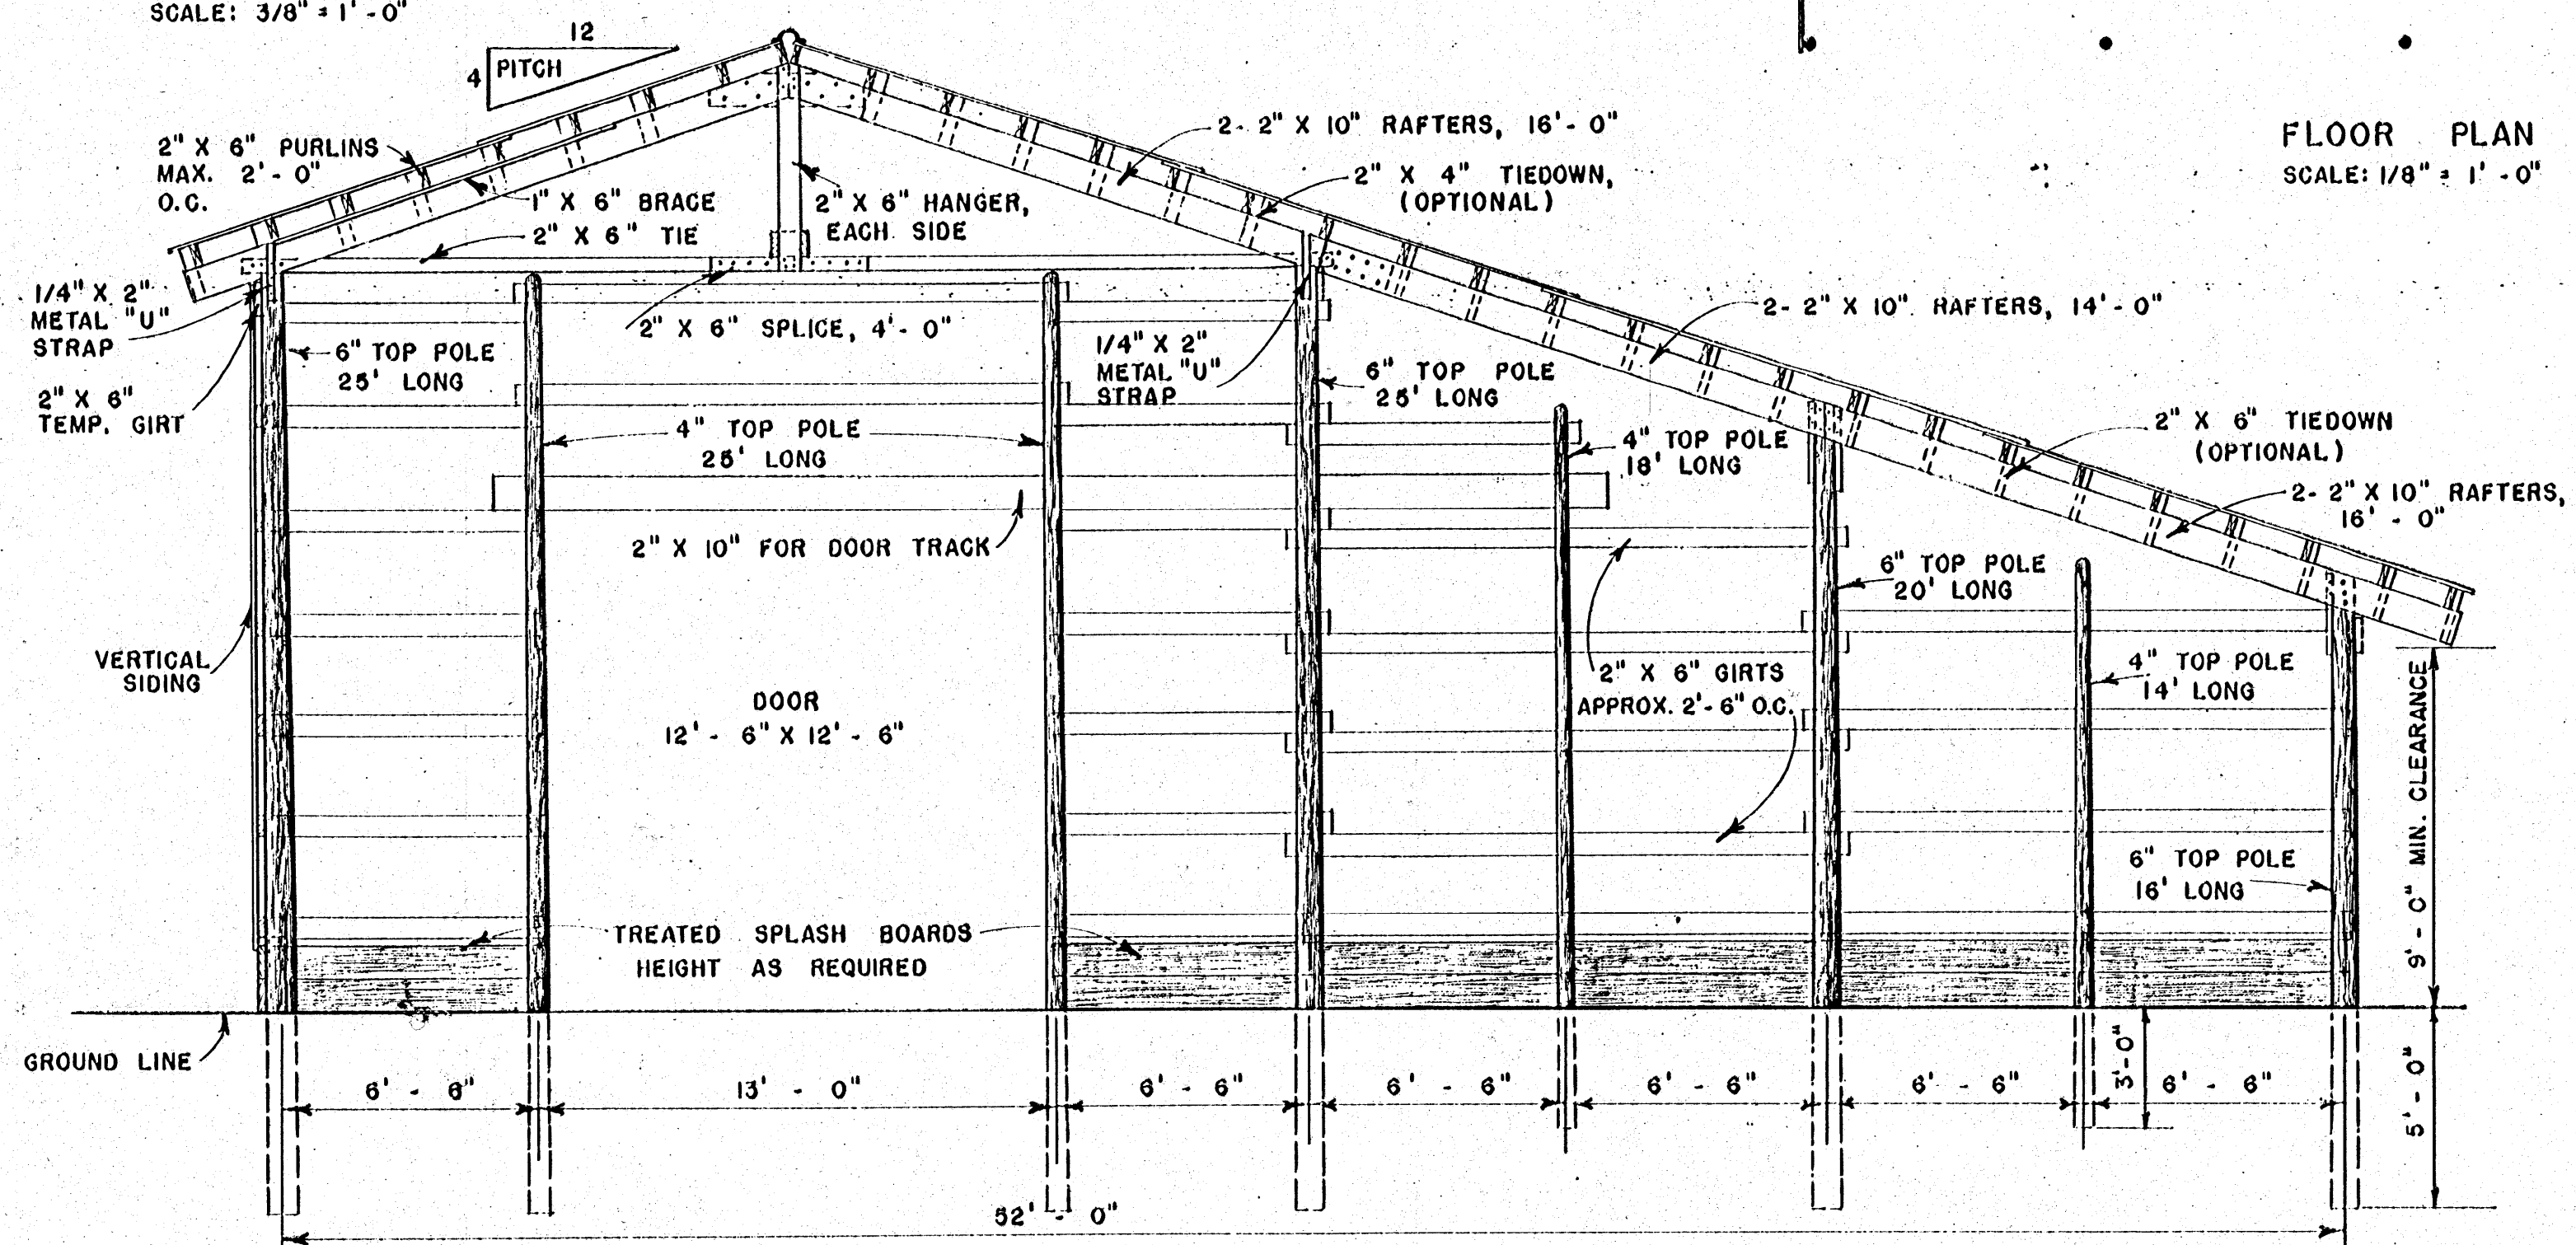 SCALE: 3/8" = 1' - 0"
12
4
PITCH
FLOOR PLAN
SCALE: 1/8" = 1' - 0"
2" X 6" PURLINS
MAX. 2' - 0"
O.C.
1" X 6" BRACE
2" X 6" TIE
2" X 6" HANGER,
EACH SIDE
2- 2" X 10" RAFTERS, 16' - 0"
2" X 4" TIEDOWN,
(OPTIONAL)
1/4" X 2"
METAL "U"
STRAP
2" X 6"
TEMP. GIRT
6" TOP POLE
25' LONG
2" X 6" SPLICE, 4' - 0"
1/4" X 2"
METAL "U"
STRAP
6" TOP POLE
25' LONG
2- 2" X 10" RAFTERS, 14' - 0"
4" TOP POLE
25' LONG
4" TOP POLE
18' LONG
2" X 6" TIEDOWN
(OPTIONAL)
2- 2" X 10" RAFTERS,
16' - 0"
2" X 10" FOR DOOR TRACK
6" TOP POLE
20' LONG
VERTICAL
SIDING
DOOR
12' - 6" X 12' - 6"
2" X 6" GIRTS
APPROX. 2' - 6" O.C.
4" TOP POLE
14' LONG
9' - 0" MIN. CLEARANCE
6" TOP POLE
16' LONG
TREATED SPLASH BOARDS
HEIGHT AS REQUIRED
GROUND LINE
6' - 6"
13' - 0"
6' - 6"
6' - 6"
6' - 6"
6' - 6"
3' - 0"
6' - 6"
5' - 0"
52' - 0"